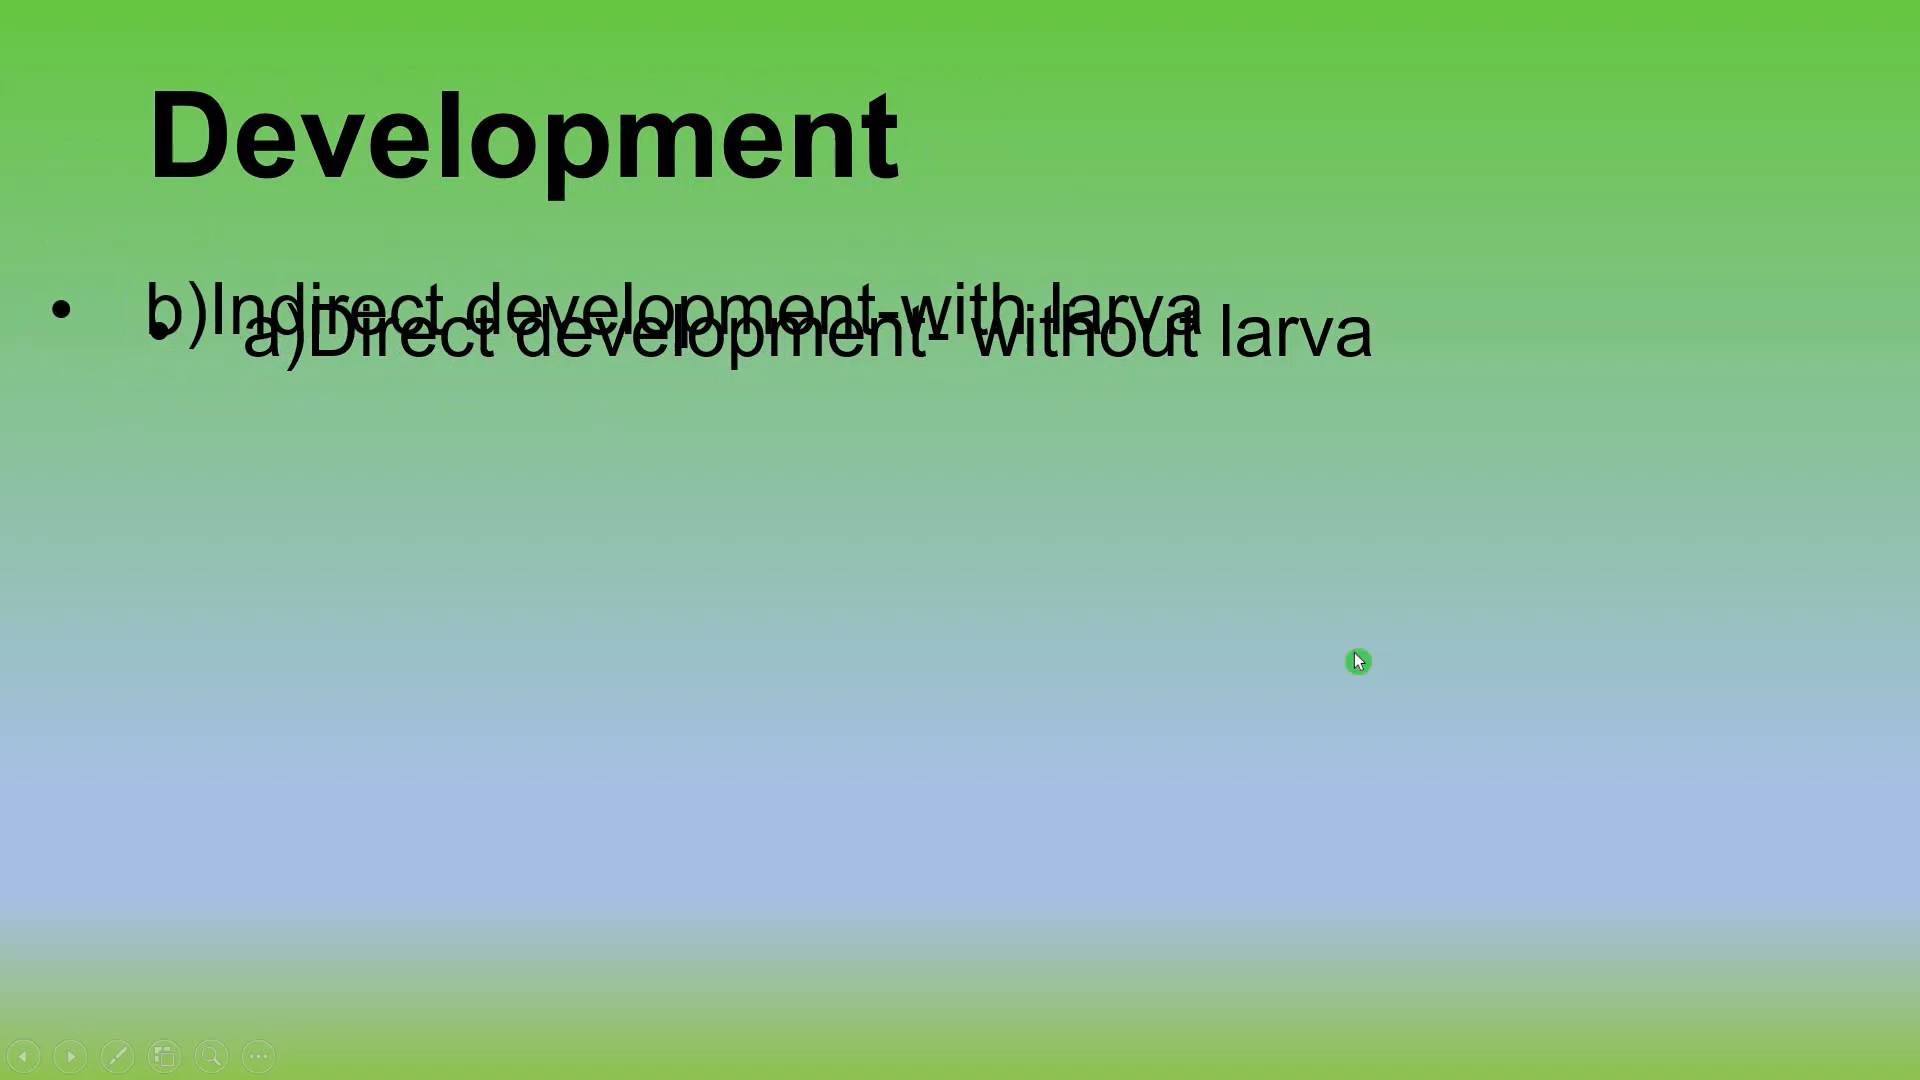 Development
• b)Indirect development-with larva
• a)Direct development- without larva